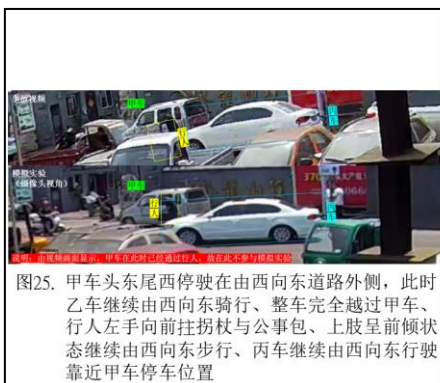 事故视频
甲车
行人
丙车
模拟实验
(摄像头视角)
甲车
行人
丙车
370
说明：由视频画面显示，甲车在此时已经通过行人，故在此不参与模拟实验
图25. 甲车头东尾西停驶在由西向东道路外侧，此时
乙车继续由西向东骑行、整车完全越过甲车、
行人左手向前拄拐杖与公事包、上肢呈前倾状
态继续由西向东步行、丙车继续由西向东行驶
靠近甲车停车位置